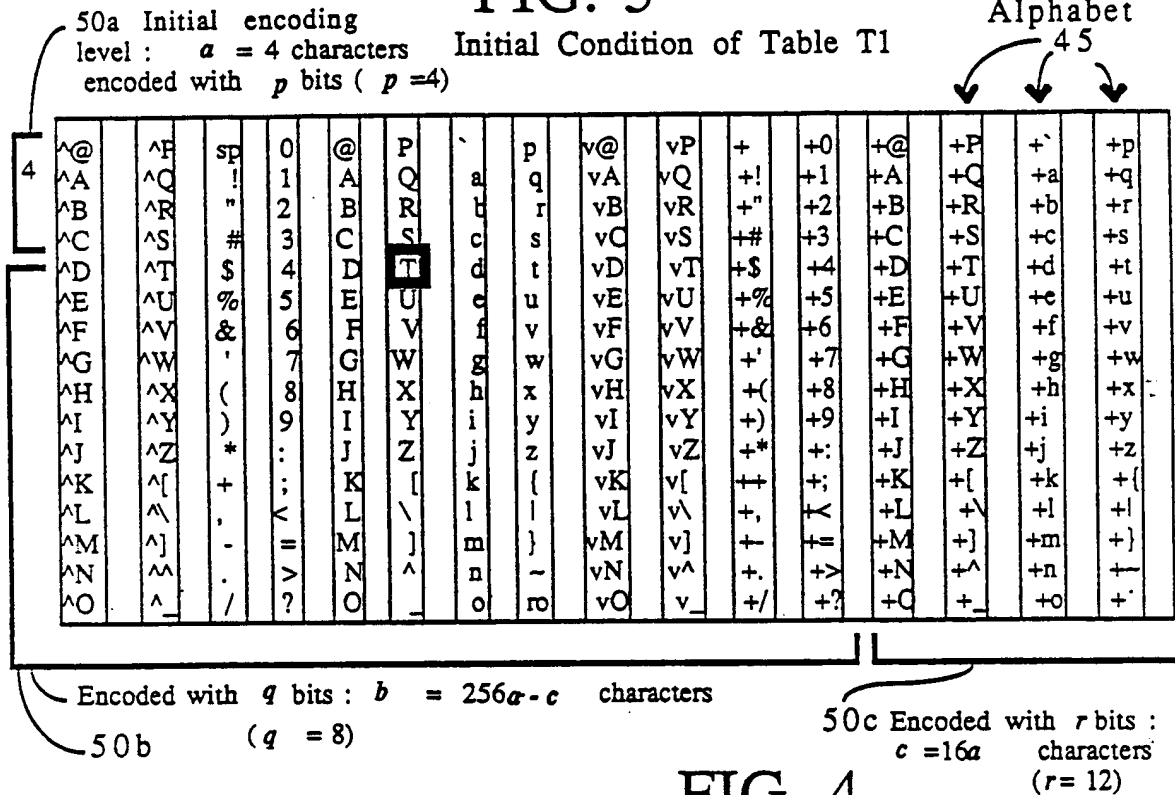 FIG. 3
50a Initial encoding
level : a = 4 characters
encoded with p bits ( p =4)
Initial Condition of Table T1
Alphabet
45
4
^@ ^P sp 0 @ P ` p v@ vP + +0 +@ +P +` +p
^A ^Q ! 1 A Q a q vA vQ +! +1 +A +Q +a +q
^B ^R " 2 B R b r vB vR +" +2 +B +R +b +r
^C ^S # 3 C S c s vC vS +# +3 +C +S +c +s
^D ^T $ 4 D T d t vD vT +$ +4 +D +T +d +t
^E ^U % 5 E U e u vE vU +% +5 +E +U +e +u
^F ^V & 6 F V f v vF vV +& +6 +F +V +f +v
^G ^W ' 7 G W g w vG vW +' +7 +G +W +g +w
^H ^X ( 8 H X h x vH vX +( +8 +H +X +h +x
^I ^Y ) 9 I Y i y vI vY +) +9 +I +Y +i +y
^J ^Z * : J Z j z vJ vZ +* +: +J +Z +j +z
^K ^[ + ; K [ k { vK v[ ++ +; +K +[ +k +{
^L ^\ , < L \ l | vL v\ +, +< +L +\ +l +|
^M ^] - = M ] m } vM v] +- += +M +] +m +}
^N ^^ . > N ^ n ~ vN v^ +. +> +N +^ +n +~
^O ^_ / ? O _ o ro vO v_ +/ +? +O +_ +o +
Encoded with q bits : b = 256a - c characters
(q = 8)
50b
50c Encoded with r bits :
c =16a characters
(r= 12)
FIG. 4